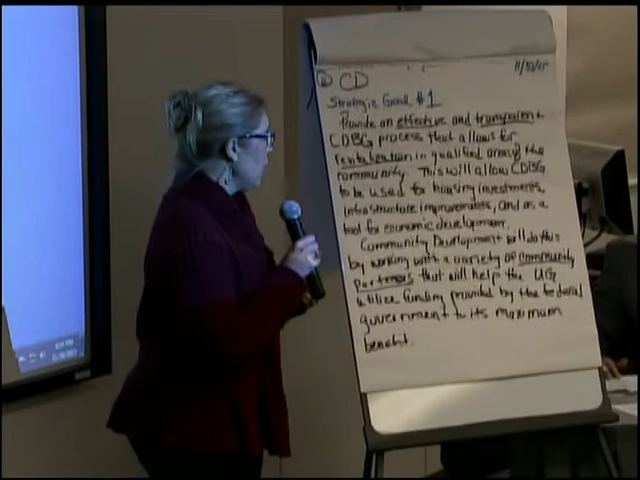 CD
Strategic Goal #1
Provide an effective and transparent
CDBG process that allows for
revitalization in qualified areas of the
community. This will allow CDBG
to be used for housing investments,
infrastructure improvements, and as a
tool for economic development.
Community Development will do this
by working with a variety of community
partners that will help the UG
utilize funding provided by the federal
government to its maximum
benefit.